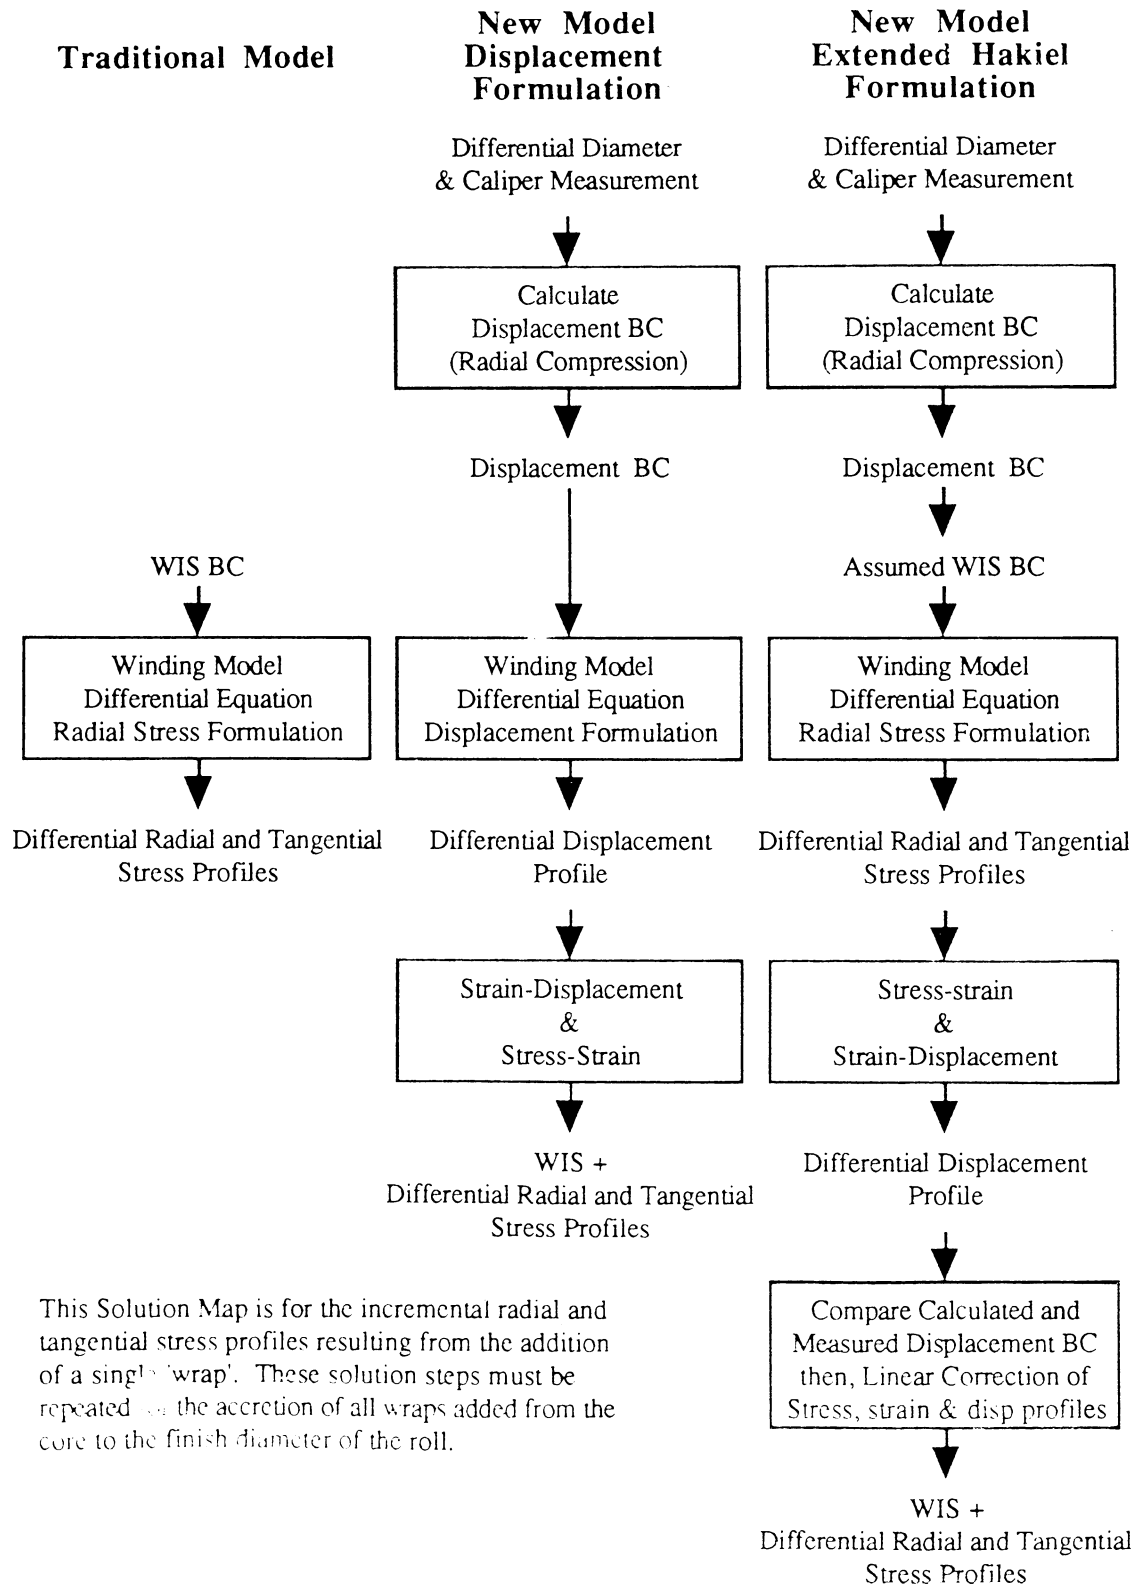 Traditional Model
New Model
Displacement
Formulation
New Model
Extended Hakiel
Formulation
Differential Diameter
& Caliper Measurement
Calculate
Displacement BC
(Radial Compression)
Displacement BC
Differential Diameter
& Caliper Measurement
Calculate
Displacement BC
(Radial Compression)
Displacement BC
WIS BC
Assumed WIS BC
Winding Model
Differential Equation
Radial Stress Formulation
Winding Model
Differential Equation
Displacement Formulation
Winding Model
Differential Equation
Radial Stress Formulation
Differential Radial and Tangential
Stress Profiles
Differential Displacement
Profile
Differential Radial and Tangential
Stress Profiles
Strain-Displacement
&
Stress-Strain
Stress-strain
&
Strain-Displacement
WIS +
Differential Radial and Tangential
Stress Profiles
Differential Displacement
Profile
Compare Calculated and
Measured Displacement BC
then, Linear Correction of
Stress, strain & disp profiles
WIS +
Differential Radial and Tangential
Stress Profiles
This Solution Map is for the incremental radial and
tangential stress profiles resulting from the addition
of a 'wrap'. These solution steps must be
repeated the accretion of all wraps added from the
core to the finish diameter of the roll.